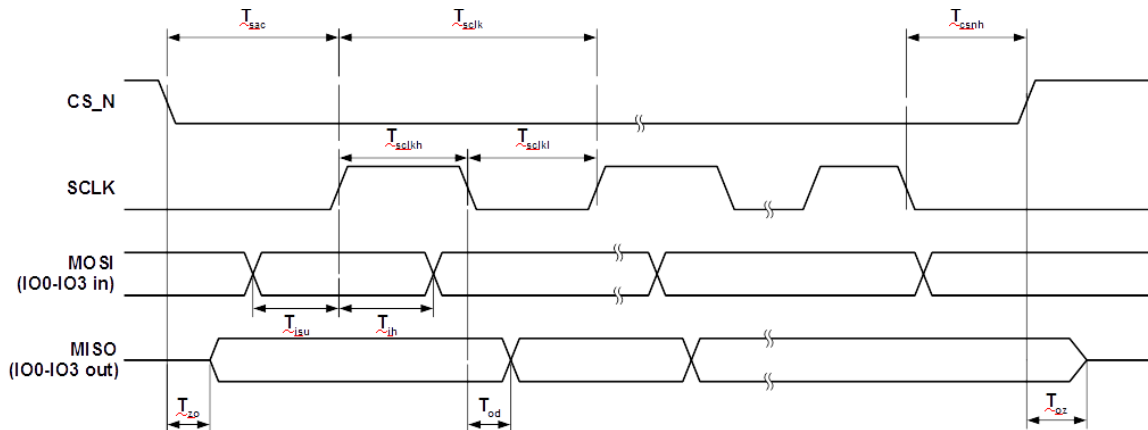 Tsac Tsclk Tcsnh
CS_N
Tsclkh Tsclkl
SCLK
MOSI
(IO0-IO3 in)
Tisu Tih
MISO
(IO0-IO3 out)
Tzo Tod Toz